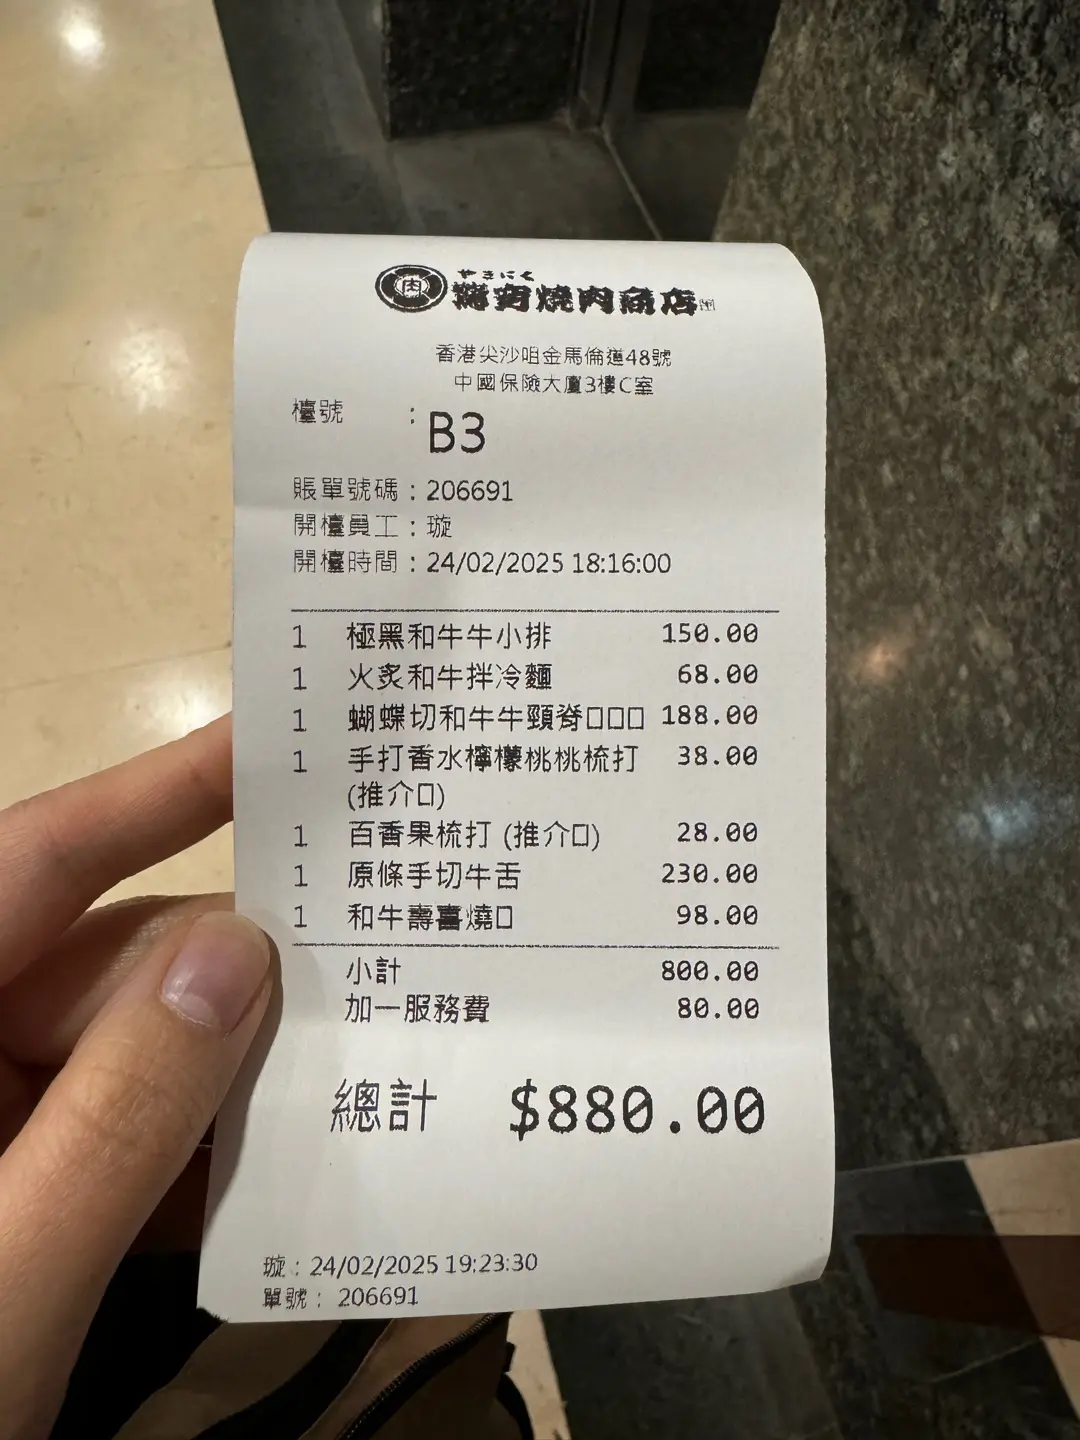 肉
やきにく
燒肉商店
香港尖沙咀金馬倫道48號
中國保險大廈3樓C室
檯號 : B3
賬單號碼 : 206691
開檯員工 : 璇
開檯時間 : 24/02/2025 18:16:00
1 極黑和牛牛小排 150.00
1 火炙和牛拌冷麵 68.00
1 蝴蝶切和牛牛頸脊□□□ 188.00
1 手打香水檸檬桃桃梳打 38.00
(推介□)
1 百香果梳打 (推介□) 28.00
1 原條手切牛舌 230.00
1 和牛壽喜燒□ 98.00
小計 800.00
加一服務費 80.00
總計 $880.00
璇 : 24/02/2025 19:23:30
單號 : 206691